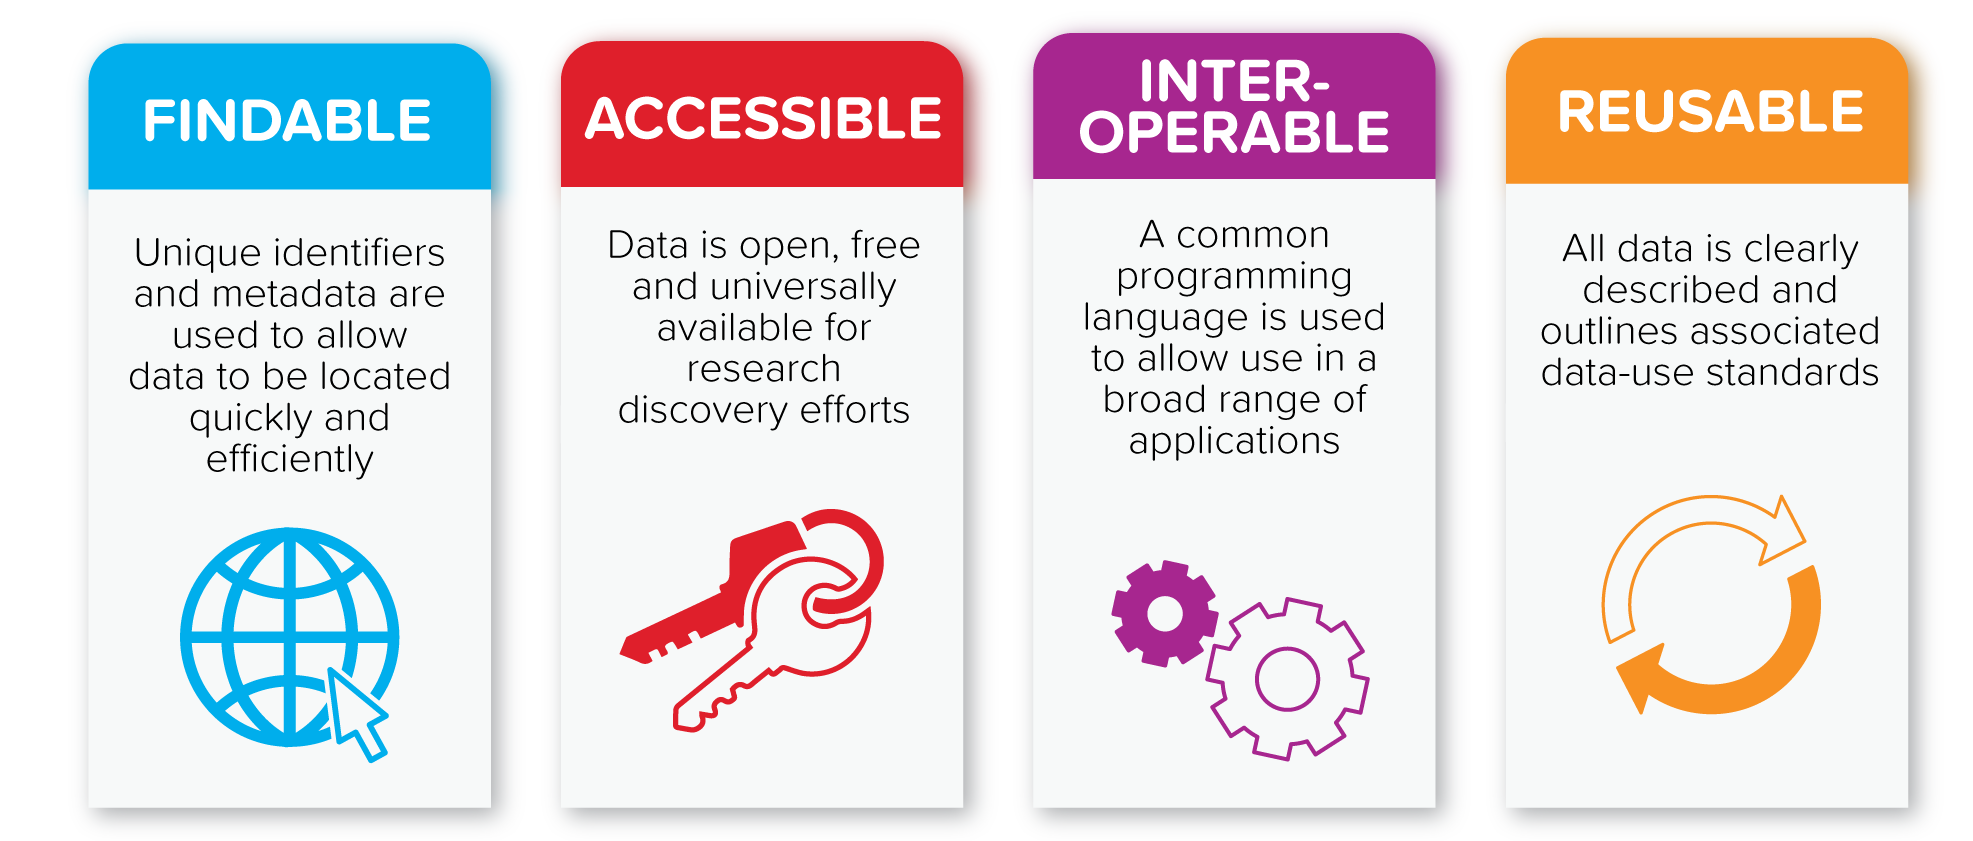 FINDABLE
Unique identifiers
and metadata are
used to allow
data to be located
quickly and
efficiently
ACCESSIBLE
Data is open, free
and universally
available for
research
discovery efforts
INTER-
OPERABLE
A common
programming
language is used
to allow use in a
broad range of
applications
REUSABLE
All data is clearly
described and
outlines associated
data-use standards